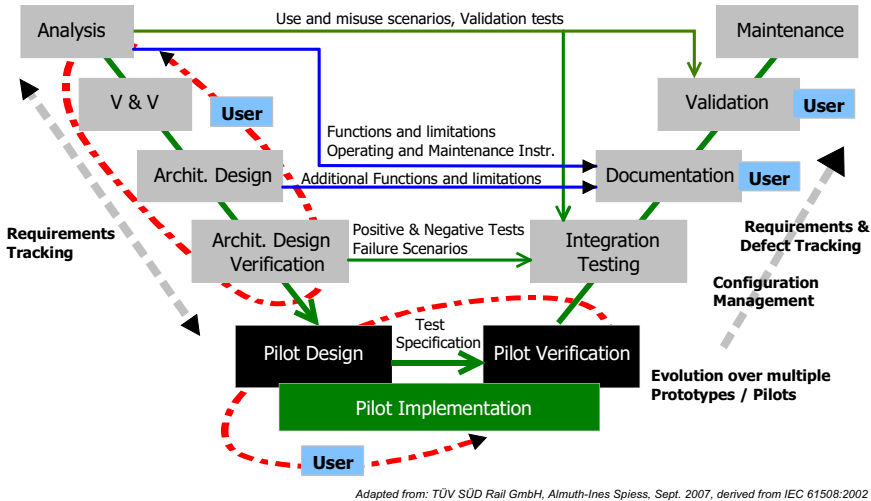 Analysis
Use and misuse scenarios, Validation tests
Maintenance
V & V
User
Validation
User
Functions and limitations
Operating and Maintenance Instr.
Archit. Design
Additional Functions and limitations
Documentation
User
Requirements
Tracking
Archit. Design
Verification
Positive & Negative Tests
Failure Scenarios
Integration
Testing
Requirements &
Defect Tracking
Configuration
Management
Pilot Design
Test
Specification
Pilot Verification
Evolution over multiple
Prototypes / Pilots
Pilot Implementation
User
Adapted from: TÜV SÜD Rail GmbH, Almuth-Ines Spiess, Sept. 2007, derived from IEC 61508:2002